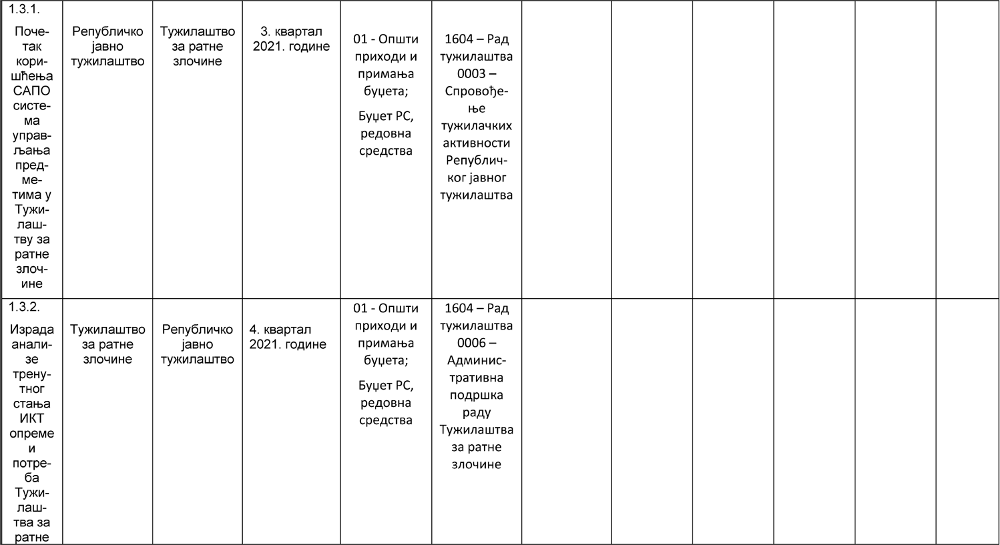 1.3.1.
Поче-
так
кори-
шћења
САПО
систе-
ма
управ-
љања
пред-
ме-
тима у
Тужи-
лаш-
тву за
ратне
злоч-
ине
Републичко
јавно
тужилаштво
Тужилаштво
за ратне
злочине
3. квартал
2021. године
01 - Општи
приходи и
примања
буџета;
Буџет РС,
редовна
средства
1604 – Рад
тужилаштва
0003 –
Спровође-
ње
тужилачких
активности
Републич-
ког јавног
тужилаштва
1.3.2.
Израда
анали-
зе
трену-
тног
стања
ИКТ
опреме
и
потре-
ба
Тужи-
лаш-
тва за
ратне
Тужилаштво
за ратне
злочине
Републичко
јавно
тужилаштво
4. квартал
2021. године
01 - Општи
приходи и
примања
буџета;
Буџет РС,
редовна
средства
1604 – Рад
тужилаштва
0006 –
Админис-
тративна
подршка
раду
Тужилаштва
за ратне
злочине